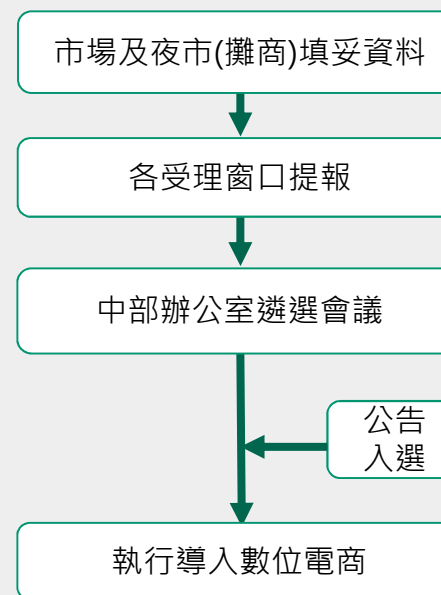 市場及夜市(攤商)填妥資料
各受理窗口提報
中部辦公室遴選會議
公告
入選
執行導入數位電商